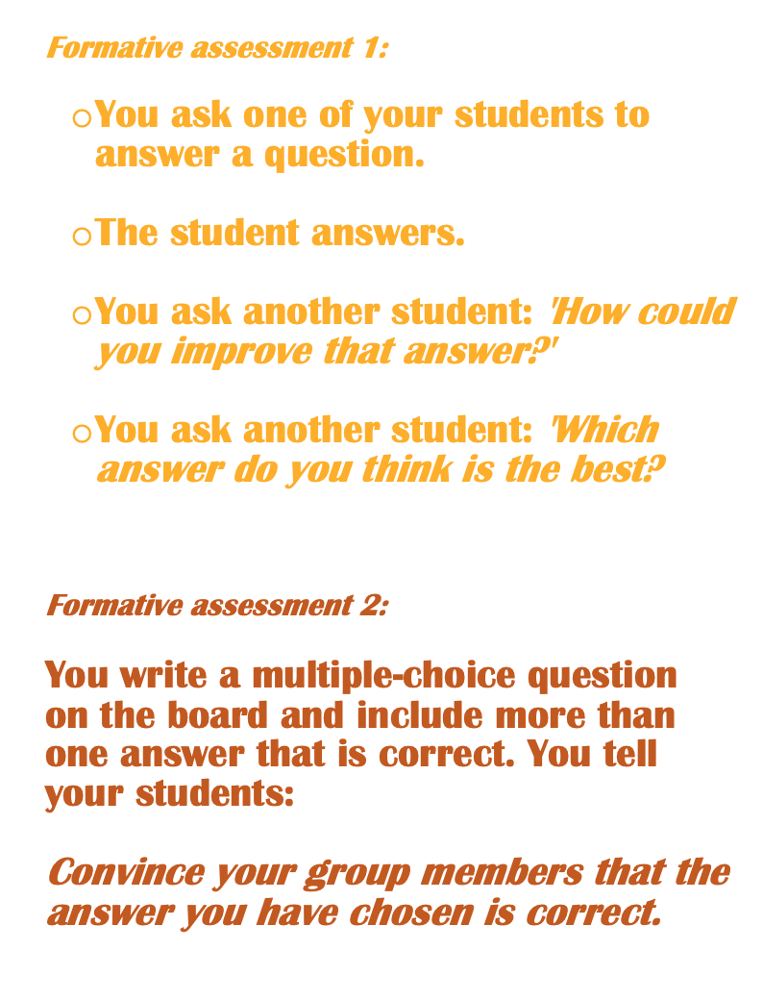 Formative assessment 1:
○You ask one of your students to
answer a question.
○The student answers.
○You ask another student: 'How could
you improve that answer?'
○You ask another student: 'Which
answer do you think is the best?
Formative assessment 2:
You write a multiple-choice question
on the board and include more than
one answer that is correct. You tell
your students:
Convince your group members that the
answer you have chosen is correct.